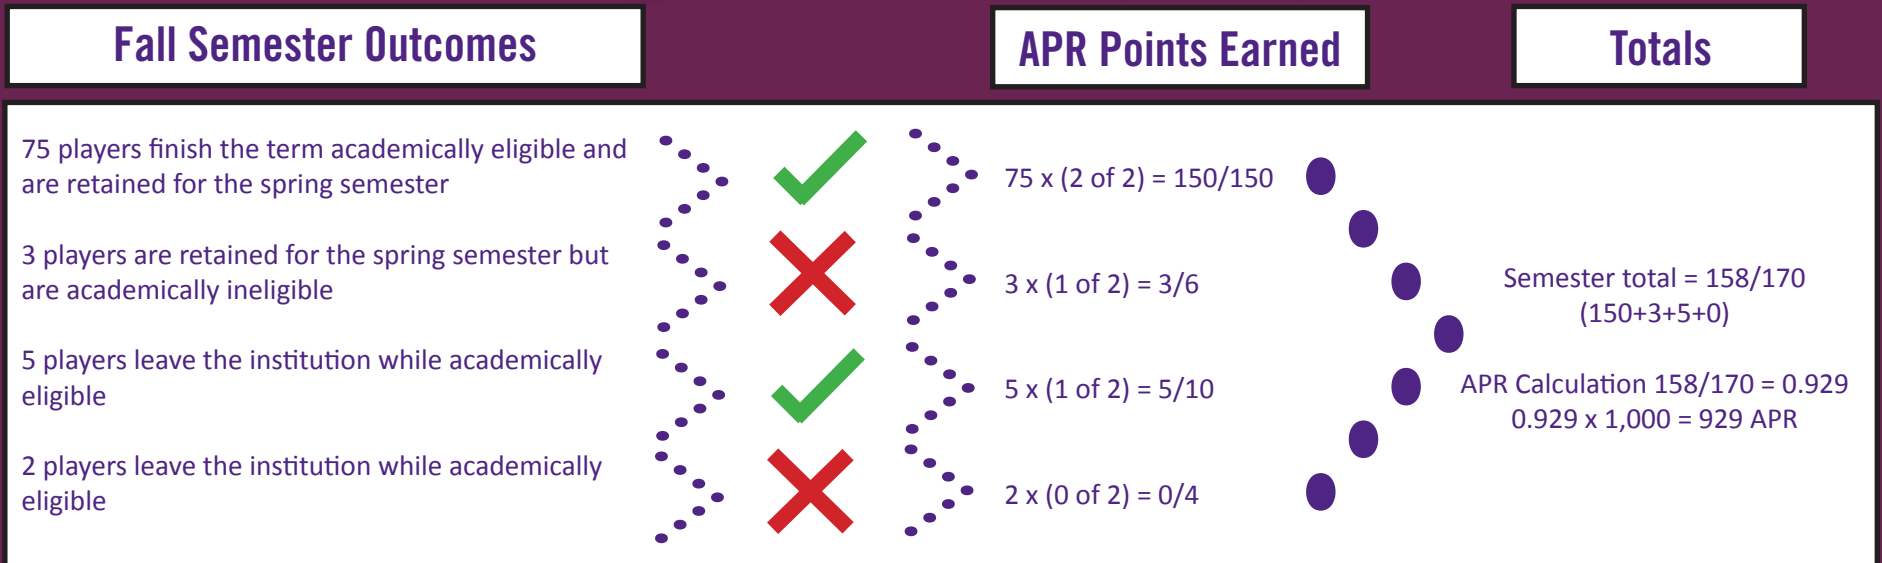 Fall Semester Outcomes
APR Points Earned
Totals
75 players finish the term academically eligible and
are retained for the spring semester
75 x (2 of 2) = 150/150
3 players are retained for the spring semester but
are academically ineligible
3 x (1 of 2) = 3/6
5 players leave the institution while academically
eligible
5 x (1 of 2) = 5/10
2 players leave the institution while academically
eligible
2 x (0 of 2) = 0/4
Semester total = 158/170
(150+3+5+0)
APR Calculation 158/170 = 0.929
0.929 x 1,000 = 929 APR